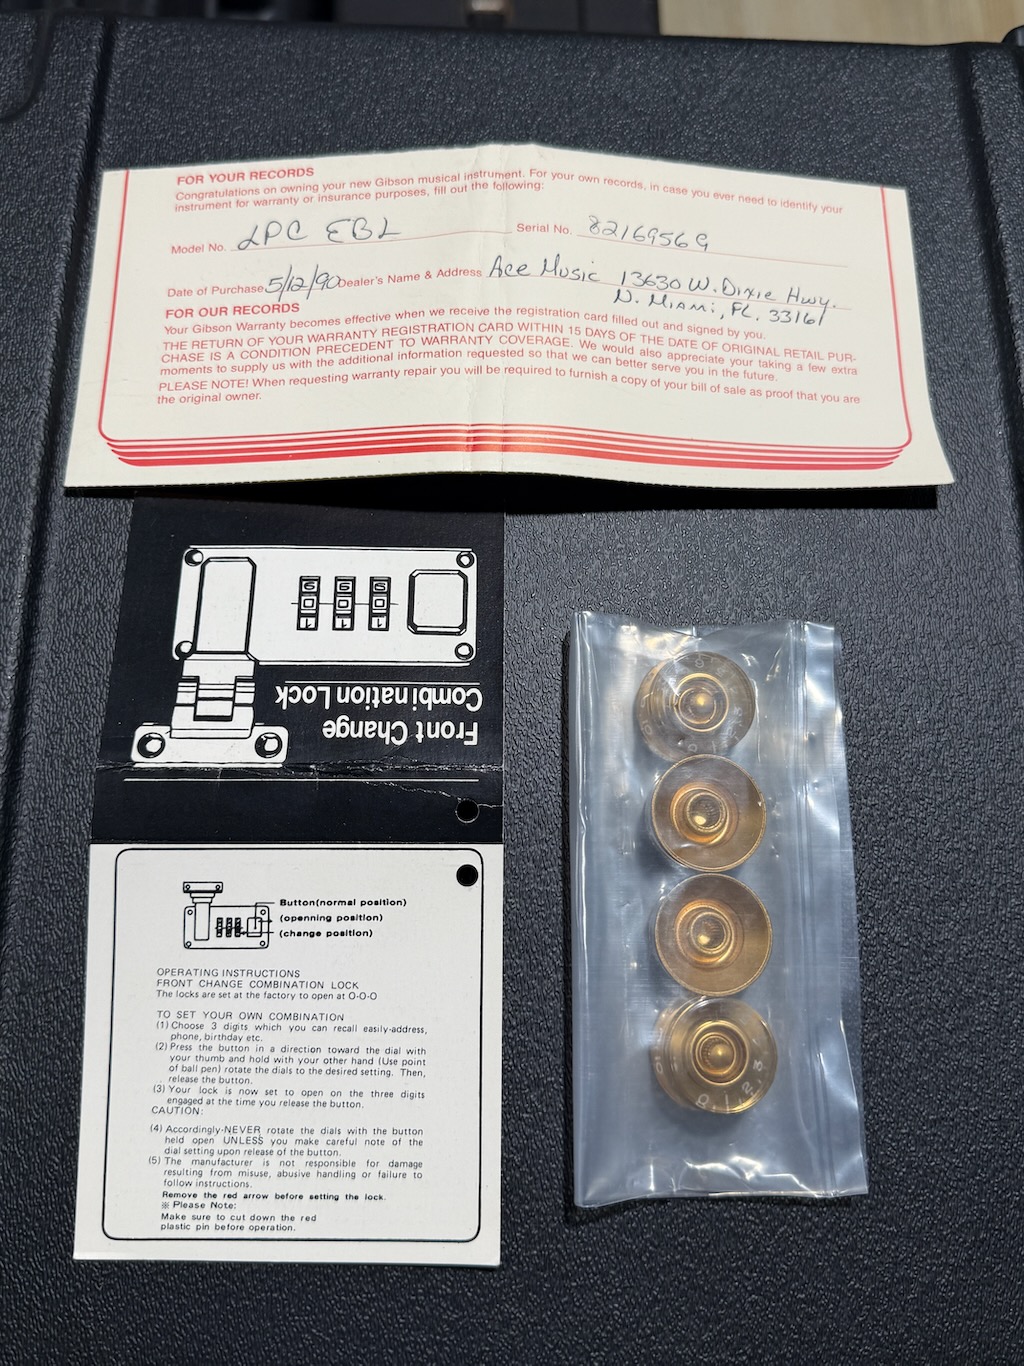 FOR YOUR RECORDS
Congratulations on owning your new Gibson musical instrument. For your own records, in case you ever need to identify your
instrument for warranty or insurance purposes, fill out the following:
Model No. LPC EBL Serial No. 82169569
Date of Purchase 5/12/90 Dealer's Name & Address Ace Music 13630 W. Dixie Hwy.
N. Miami, FL. 33161
FOR OUR RECORDS
Your Gibson Warranty becomes effective when we receive the registration card filled out and signed by you.
THE RETURN OF YOUR WARRANTY REGISTRATION CARD WITHIN 15 DAYS OF THE DATE OF ORIGINAL RETAIL PUR-
CHASE IS A CONDITION PRECEDENT TO WARRANTY COVERAGE. We would also appreciate your taking a few extra
moments to supply us with the additional information requested so that we can better serve you in the future.
PLEASE NOTE! When requesting warranty repair you will be required to furnish a copy of your bill of sale as proof that you are
the original owner.
Front Change
Combination Lock
1 1 1
0 0 0
9 9 9
Button(normal position)
(openning position)
(change position)
OPERATING INSTRUCTIONS
FRONT CHANGE COMBINATION LOCK
The locks are set at the factory to open at O-O-O
TO SET YOUR OWN COMBINATION
(1) Choose 3 digits which you can recall easily-address,
phone, birthday etc.
(2) Press the button in a direction toward the dial with
your thumb and hold with your other hand (Use point
of ball pen) rotate the dials to the desired setting. Then,
release the button.
(3) Your lock is now set to open on the three digits
engaged at the time you release the button.
CAUTION:
(4) Accordingly-NEVER rotate the dials with the button
held open UNLESS you make careful note of the
dial setting upon release of the button.
(5) The manufacturer is not responsible for damage
resulting from misuse, abusive handling or failure to
follow instructions.
Remove the red arrow before setting the lock.
※ Please Note:
Make sure to cut down the red
plastic pin before operation.